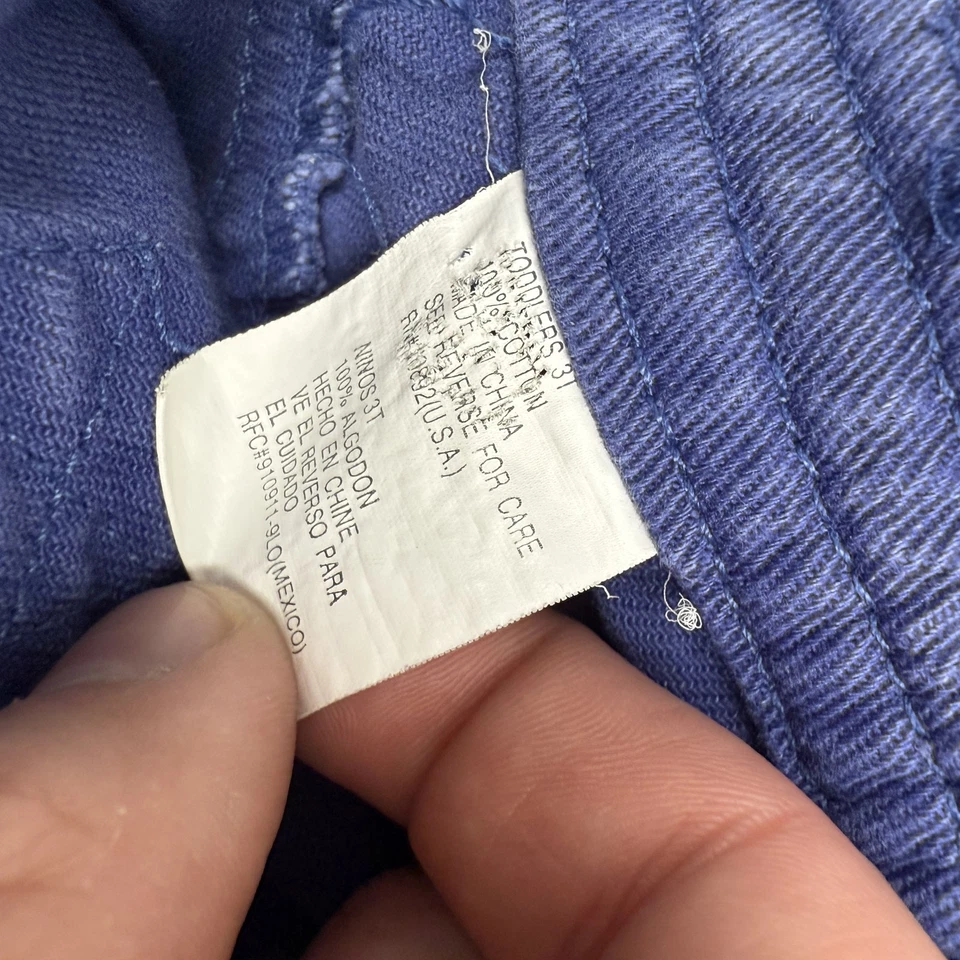 TODDLERS 3T
100% COTTON
MADE IN CHINA
SEE REVERSE FOR CARE
(U.S.A.)
NINOS 3T
100% ALGODON
HECHO EN CHINE
VE EL REVERSO PARA
EL CUIDADO
RFC#910911-9L0(MEXICO)